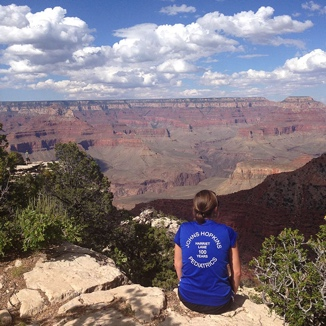 JOHNS HOPKINS
HARRIET
LANE
100
YEARS
PEDIATRICS